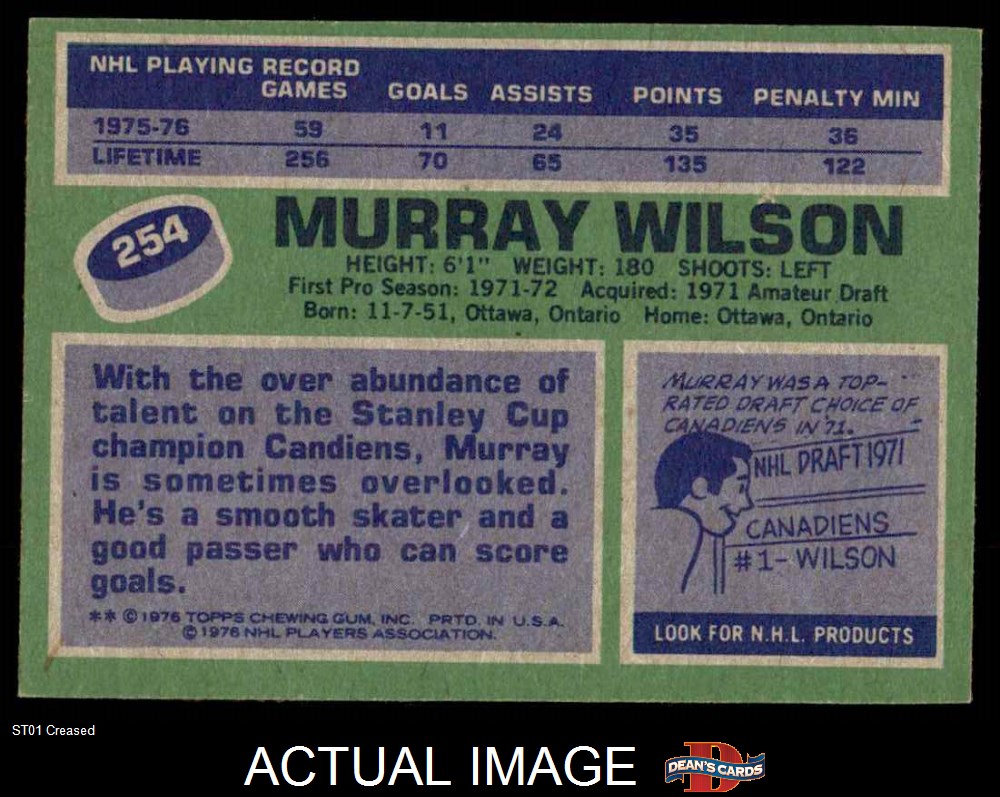 NHL PLAYING RECORD
GAMES GOALS ASSISTS POINTS PENALTY MIN
1975-76 59 11 24 35 36
LIFETIME 256 70 65 135 122
254
MURRAY WILSON
HEIGHT: 6'1" WEIGHT: 180 SHOOTS: LEFT
First Pro Season: 1971-72 Acquired: 1971 Amateur Draft
Born: 11-7-51, Ottawa, Ontario Home: Ottawa, Ontario
With the over abundance of
talent on the Stanley Cup
champion Candiens, Murray
is sometimes overlooked.
He's a smooth skater and a
good passer who can score
goals.
** © 1976 TOPPS CHEWING GUM, INC. PRTD. IN U.S.A.
© 1976 NHL PLAYERS ASSOCIATION.
MURRAY WAS A TOP-
RATED DRAFT CHOICE OF
CANADIENS IN '71.
NHL DRAFT 1971
CANADIENS
#1- WILSON
LOOK FOR N.H.L. PRODUCTS
ST01 Creased
ACTUAL IMAGE
D
DEAN'S CARDS